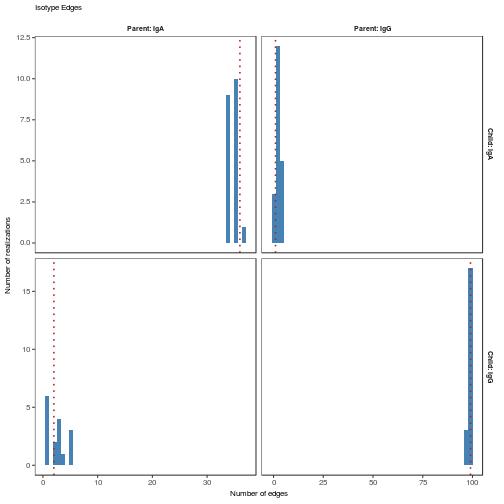 Isotype Edges
Parent: IgA
Parent: IgG
12.5
10.0
7.5
5.0
2.5
0.0
Child: IgA
Number of realizations
15
10
5
0
Child: IgG
0
10
20
30
0
25
50
75
100
Number of edges